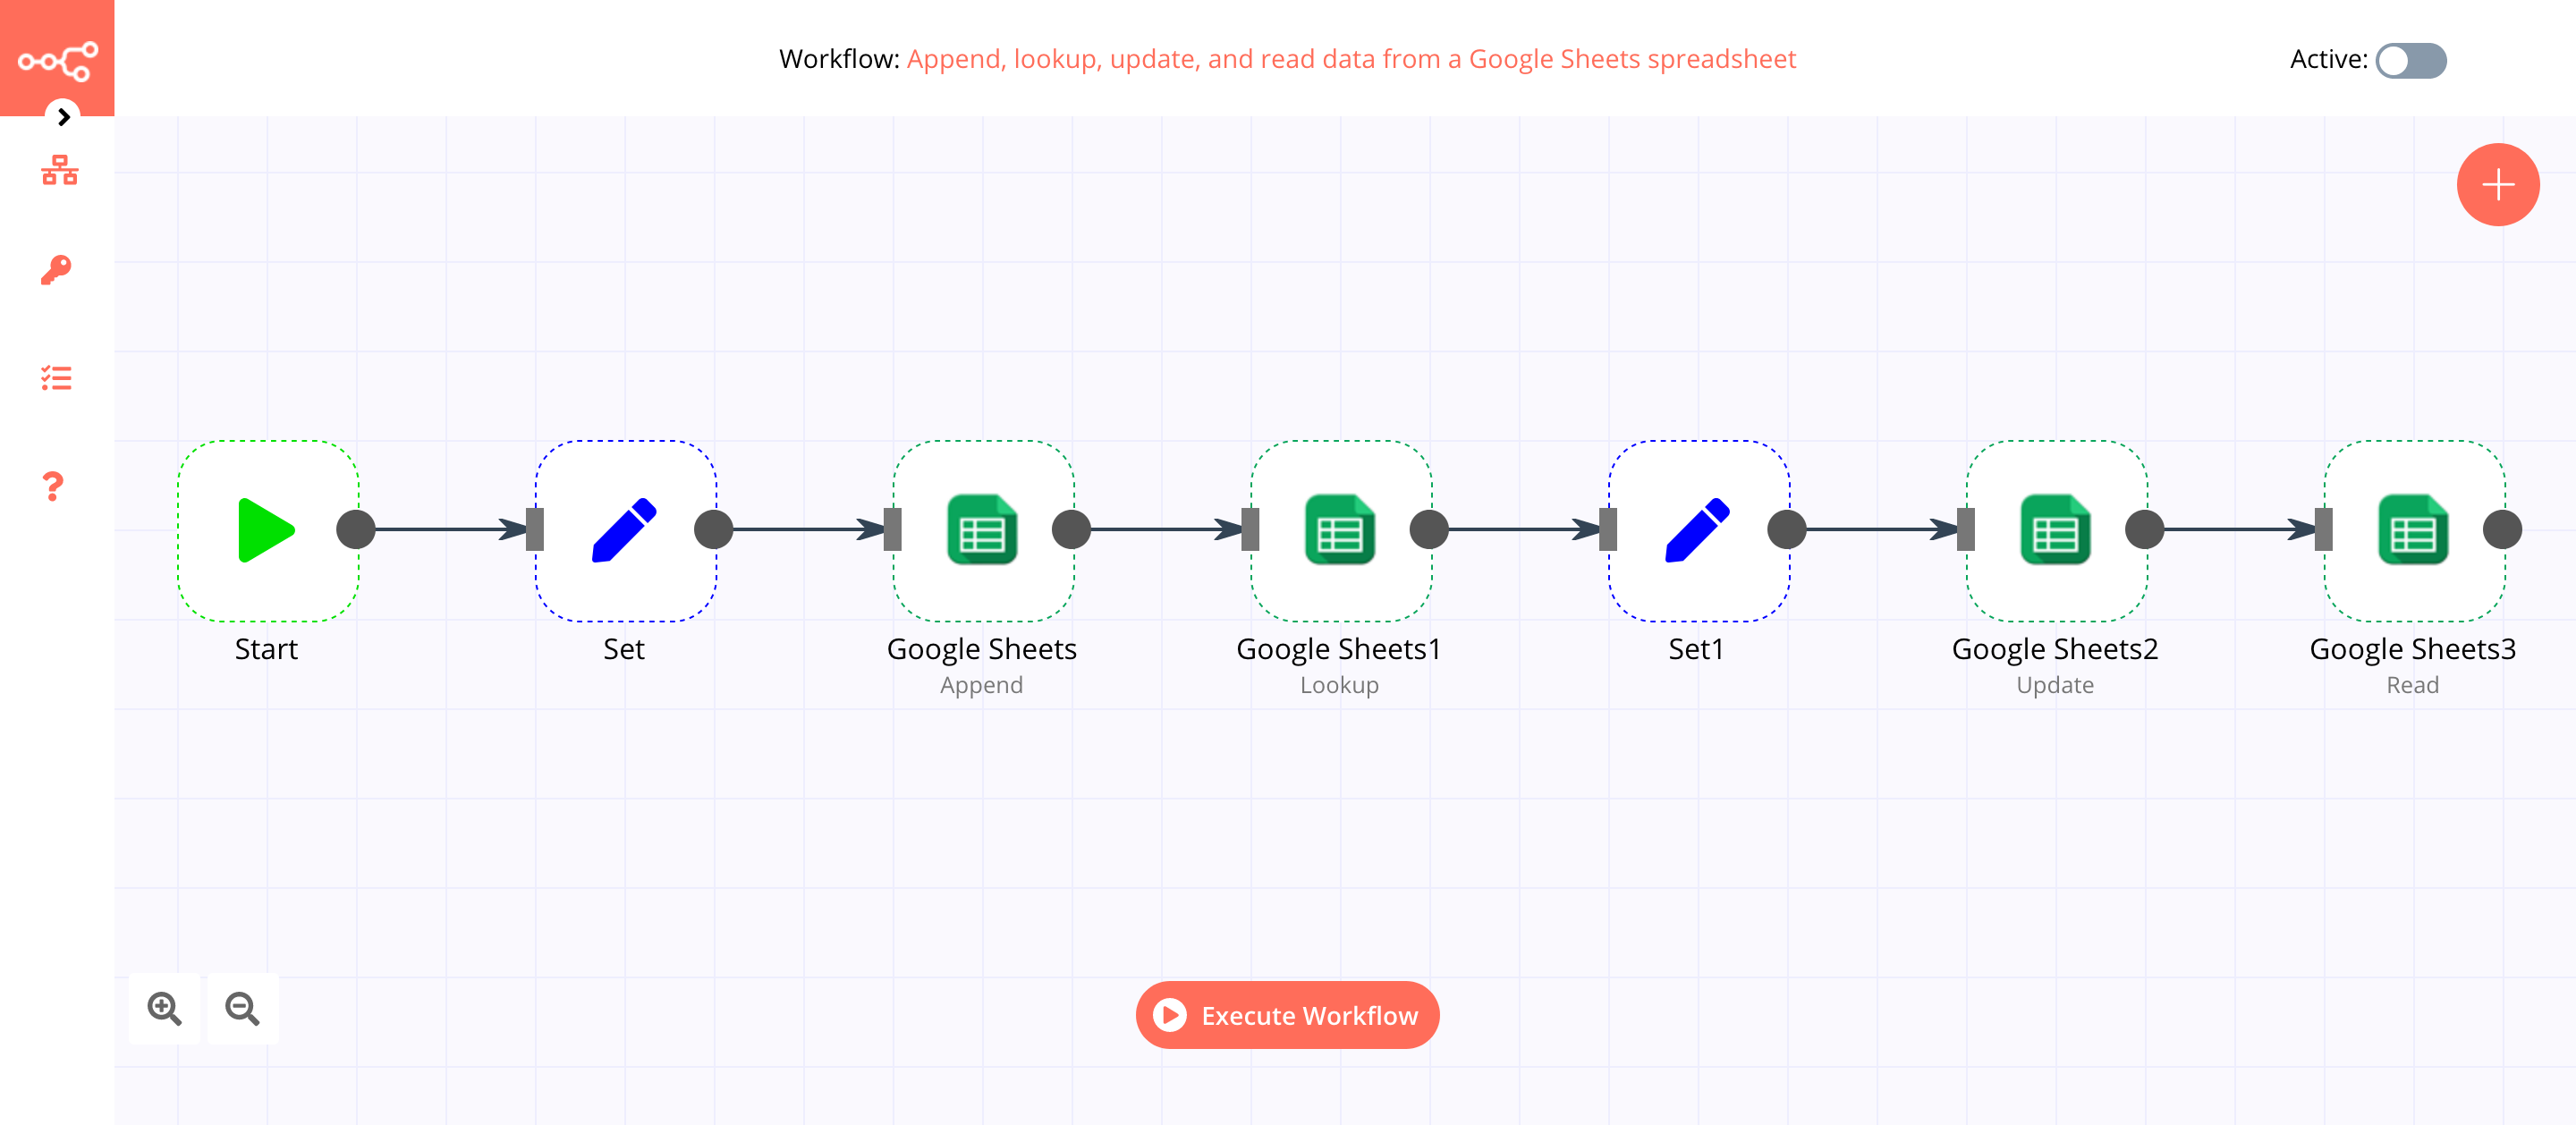 Workflow: Append, lookup, update, and read data from a Google Sheets spreadsheet
Active:
Start
Set
Google Sheets
Append
Google Sheets1
Lookup
Set1
Google Sheets2
Update
Google Sheets3
Read
Execute Workflow